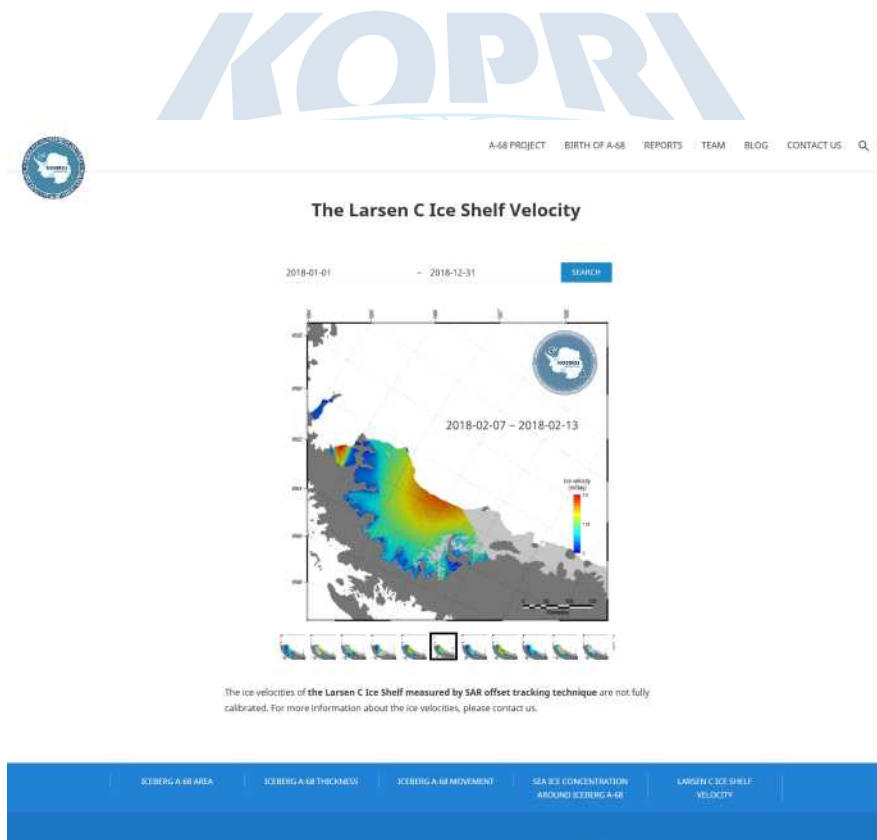 KOPRI
A-68 PROJECT BIRTH OF A-68 REPORTS TEAM BLOG CONTACT US
The Larsen C Ice Shelf Velocity
2018-01-01 – 2018-12-31 SEARCH
2018-02-07 – 2018-02-13
Ice velocity
(m/day)
The ice velocities of the Larsen C Ice Shelf measured by SAR offset tracking technique are not fully
calibrated. For more information about the ice velocities, please contact us.
ICEBERG A-68 AREA ICEBERG A-68 THICKNESS ICEBERG A-68 MOVEMENT SEA ICE CONCENTRATION LARSEN C ICE SHELF
AROUND ICEBERG A-68 VELOCITY